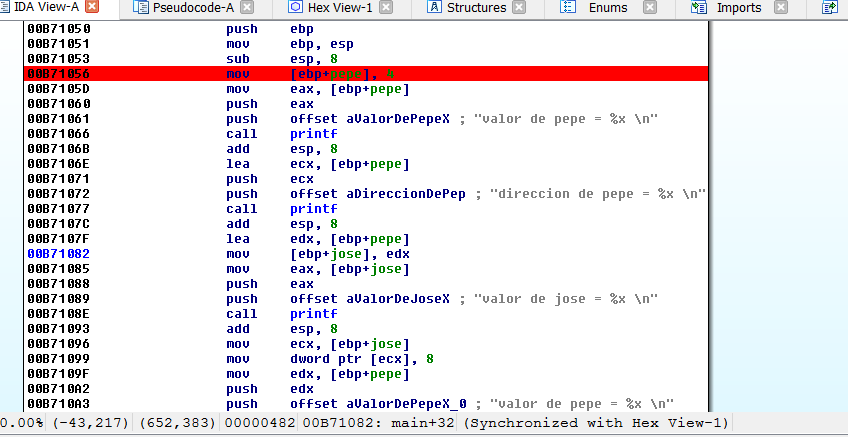 IDA View-A Pseudocode-A Hex View-1 Structures Enums Imports
00B71050 push ebp
00B71051 mov ebp, esp
00B71053 sub esp, 8
00B71056 mov [ebp+pepe],
00B7105D mov eax, [ebp+pepe]
00B71060 push eax
00B71061 push offset aValorDePepeX ; "valor de pepe = %x \n"
00B71066 call printf
00B7106B add esp, 8
00B7106E lea ecx, [ebp+pepe]
00B71071 push ecx
00B71072 push offset aDireccionDePep ; "direccion de pepe = %x \n"
00B71077 call printf
00B7107C add esp, 8
00B7107F lea edx, [ebp+pepe]
00B71082 mov [ebp+jose], edx
00B71085 mov eax, [ebp+jose]
00B71088 push eax
00B71089 push offset aValorDeJoseX ; "valor de jose = %x \n"
00B7108E call printf
00B71093 add esp, 8
00B71096 mov ecx, [ebp+jose]
00B71099 mov dword ptr [ecx], 8
00B7109F mov edx, [ebp+pepe]
00B710A2 push edx
00B710A3 push offset aValorDePepeX_0 ; "valor de pepe = %x \n"
0.00% (-43,217) (652,383) 00000482 00B71082: main+32 (Synchronized with Hex View-1)